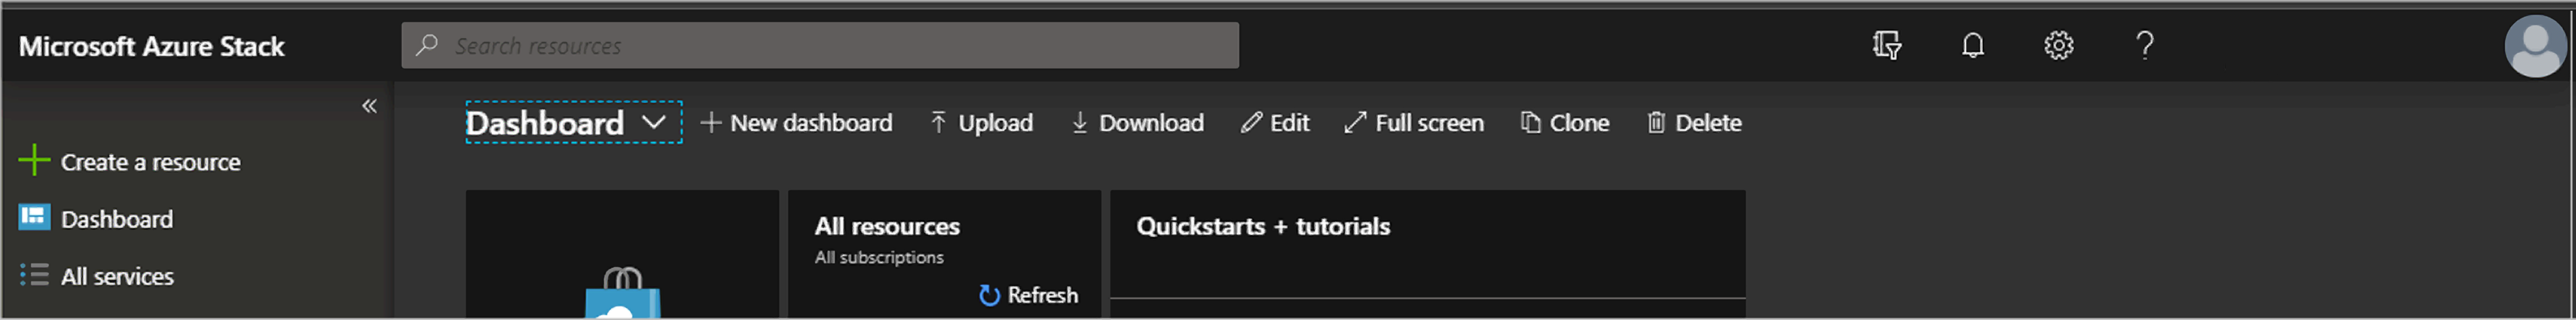 Microsoft Azure Stack
Search resources
?
«
Create a resource
Dashboard
All services
Dashboard
New dashboard
Upload
Download
Edit
Full screen
Clone
Delete
All resources
All subscriptions
Refresh
Quickstarts + tutorials